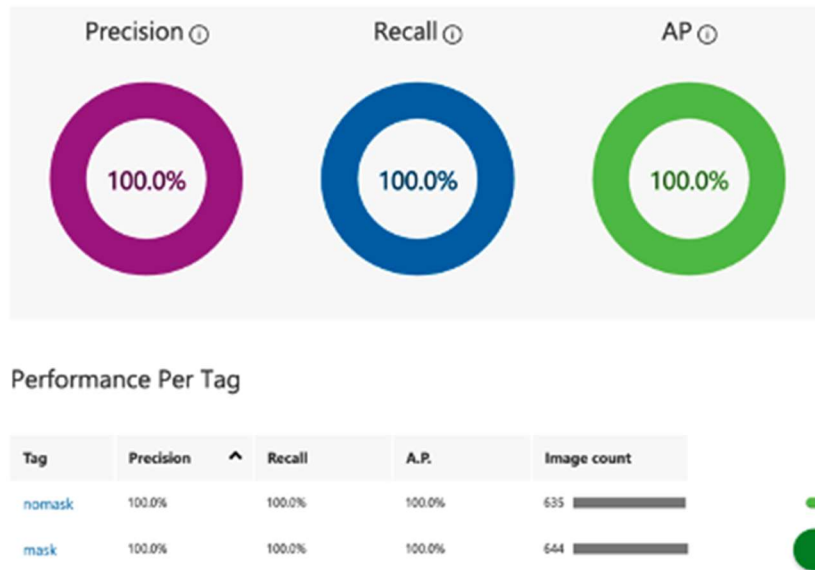 Precision ⓘ Recall ⓘ AP ⓘ
100.0% 100.0% 100.0%
Performance Per Tag
Tag Precision Recall A.P. Image count
nomask 100.0% 100.0% 100.0% 635
mask 100.0% 100.0% 100.0% 644